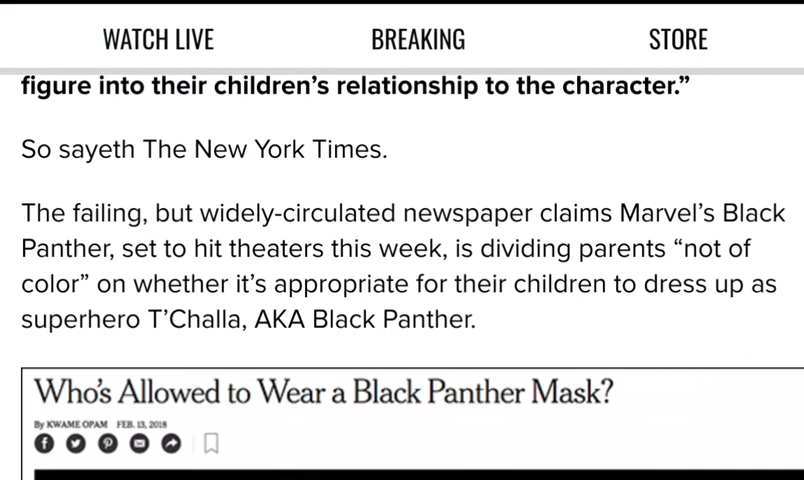 WATCH LIVE BREAKING STORE
figure into their children’s relationship to the character.”
So sayeth The New York Times.
The failing, but widely-circulated newspaper claims Marvel’s Black
Panther, set to hit theaters this week, is dividing parents “not of
color” on whether it’s appropriate for their children to dress up as
superhero T’Challa, AKA Black Panther.
Who’s Allowed to Wear a Black Panther Mask?
By KWAME OPAM FEB. 13, 2018